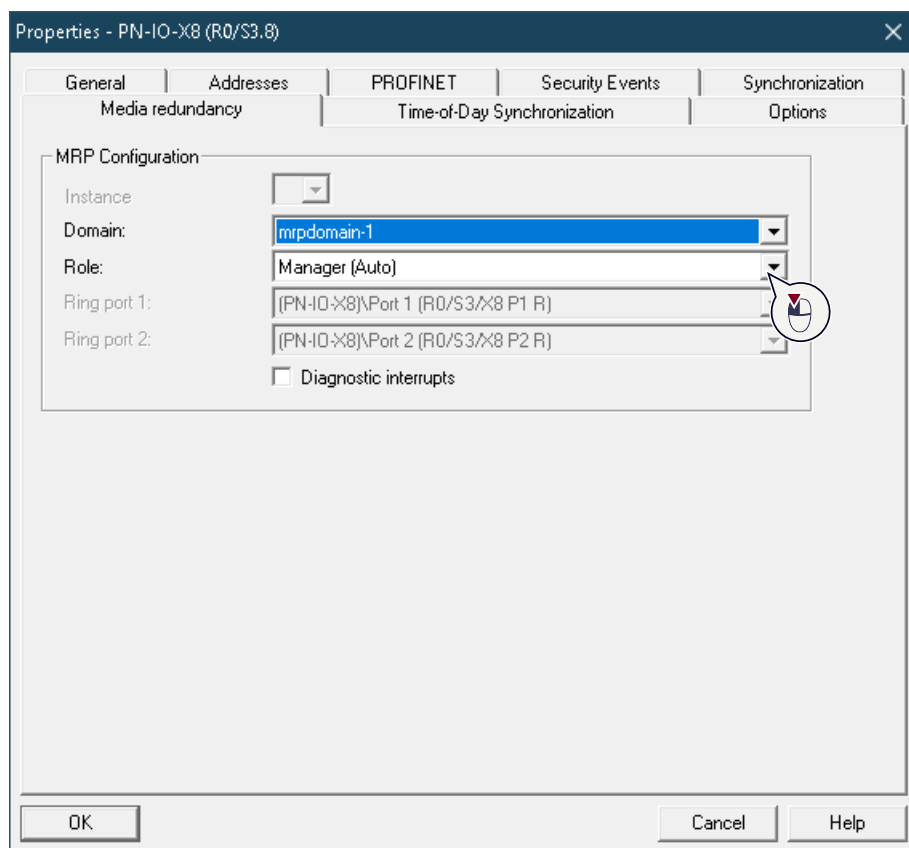 Properties - PN-IO-X8 (R0/S3.8)
General Addresses PROFINET Security Events Synchronization
Media redundancy Time-of-Day Synchronization Options
MRP Configuration
Instance
Domain: mrpdomain-1
Role: Manager (Auto)
Ring port 1: (PN-IO-X8)\Port 1 (R0/S3/X8 P1 R)
Ring port 2: (PN-IO-X8)\Port 2 (R0/S3/X8 P2 R)
Diagnostic interrupts
OK Cancel Help